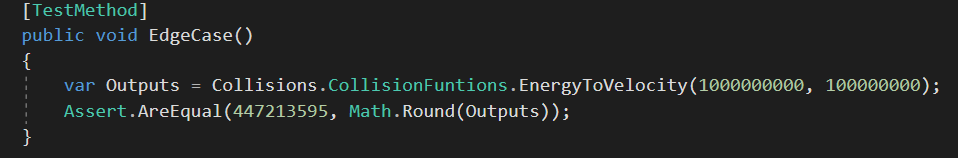 [TestMethod]
public void EdgeCase()
{
var Outputs = Collisions.CollisionFuntions.EnergyToVelocity(1000000000, 100000000);
Assert.AreEqual(447213595, Math.Round(Outputs));
}